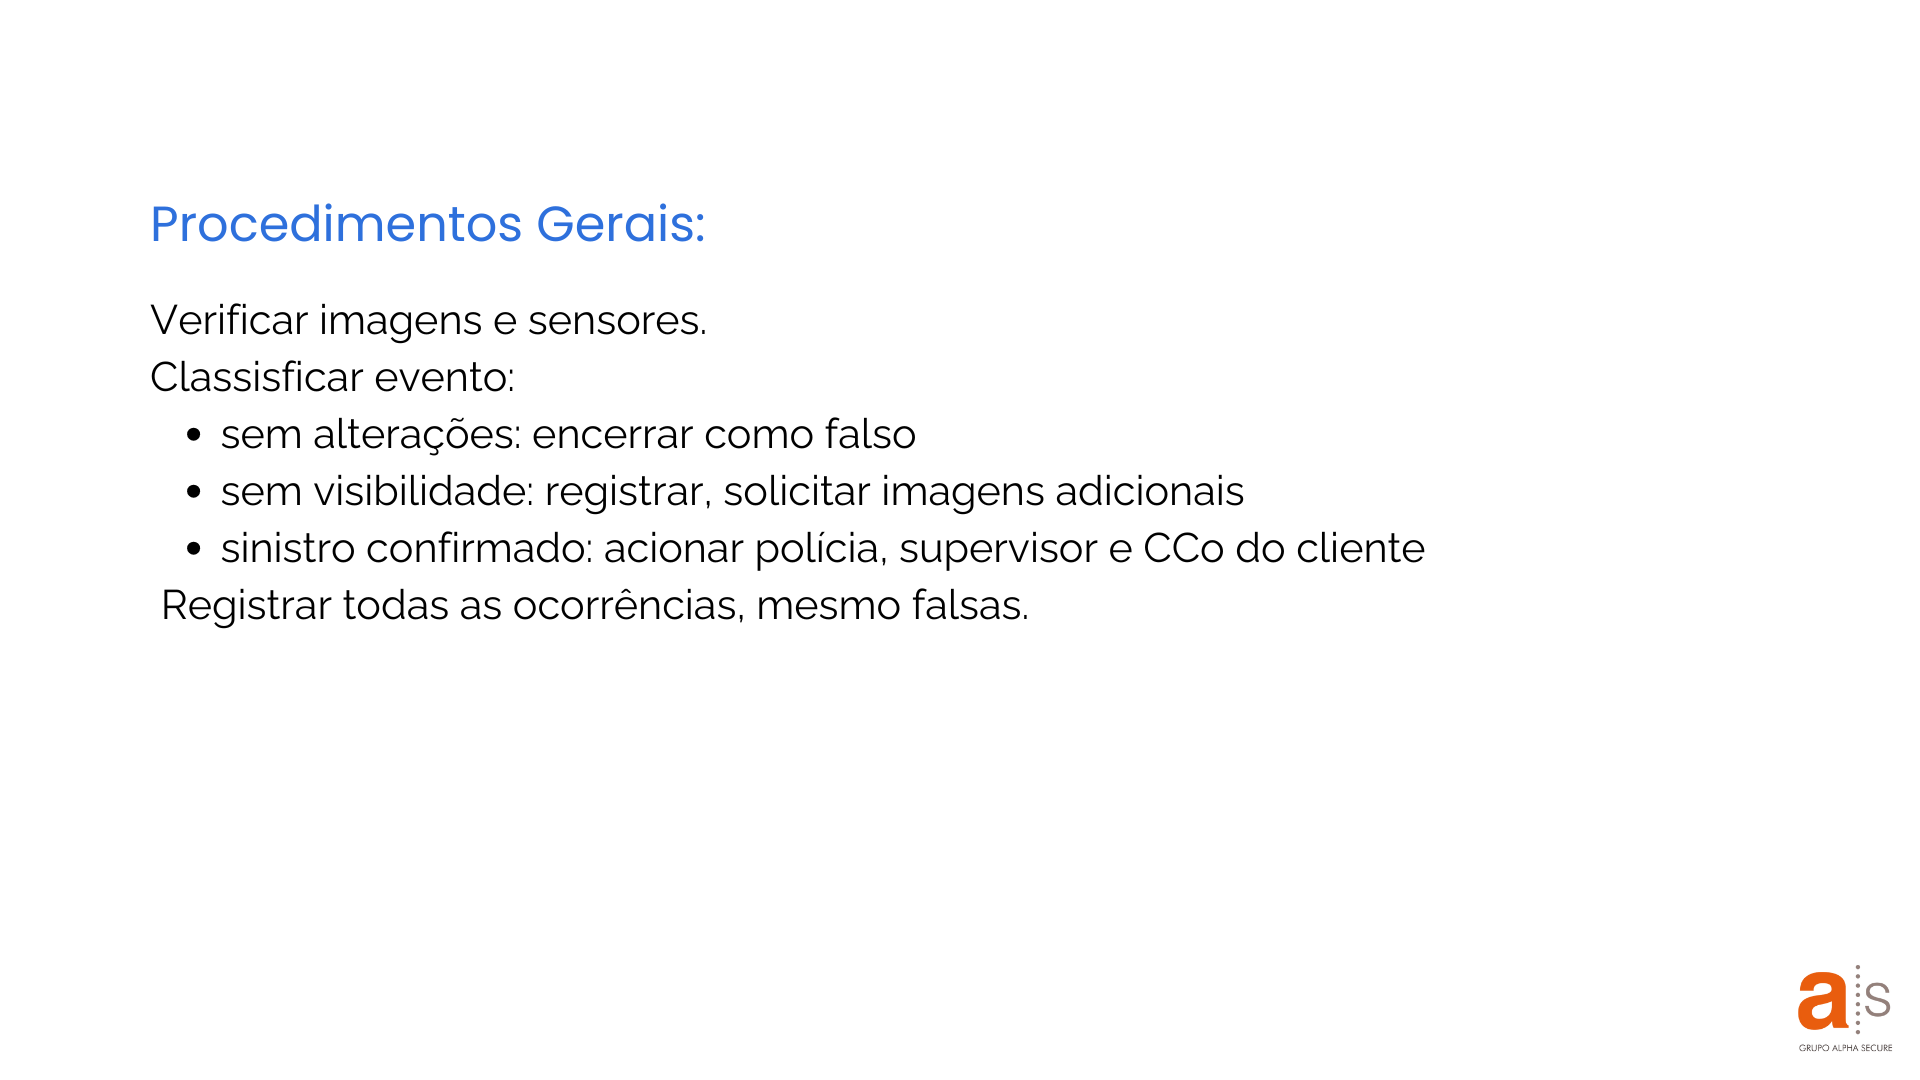 Procedimentos Gerais:
Verificar imagens e sensores.
Classisficar evento:
• sem alterações: encerrar como falso
• sem visibilidade: registrar, solicitar imagens adicionais
• sinistro confirmado: acionar polícia, supervisor e CCo do cliente
Registrar todas as ocorrências, mesmo falsas.
a s
GRUPO ALPHA SECURE